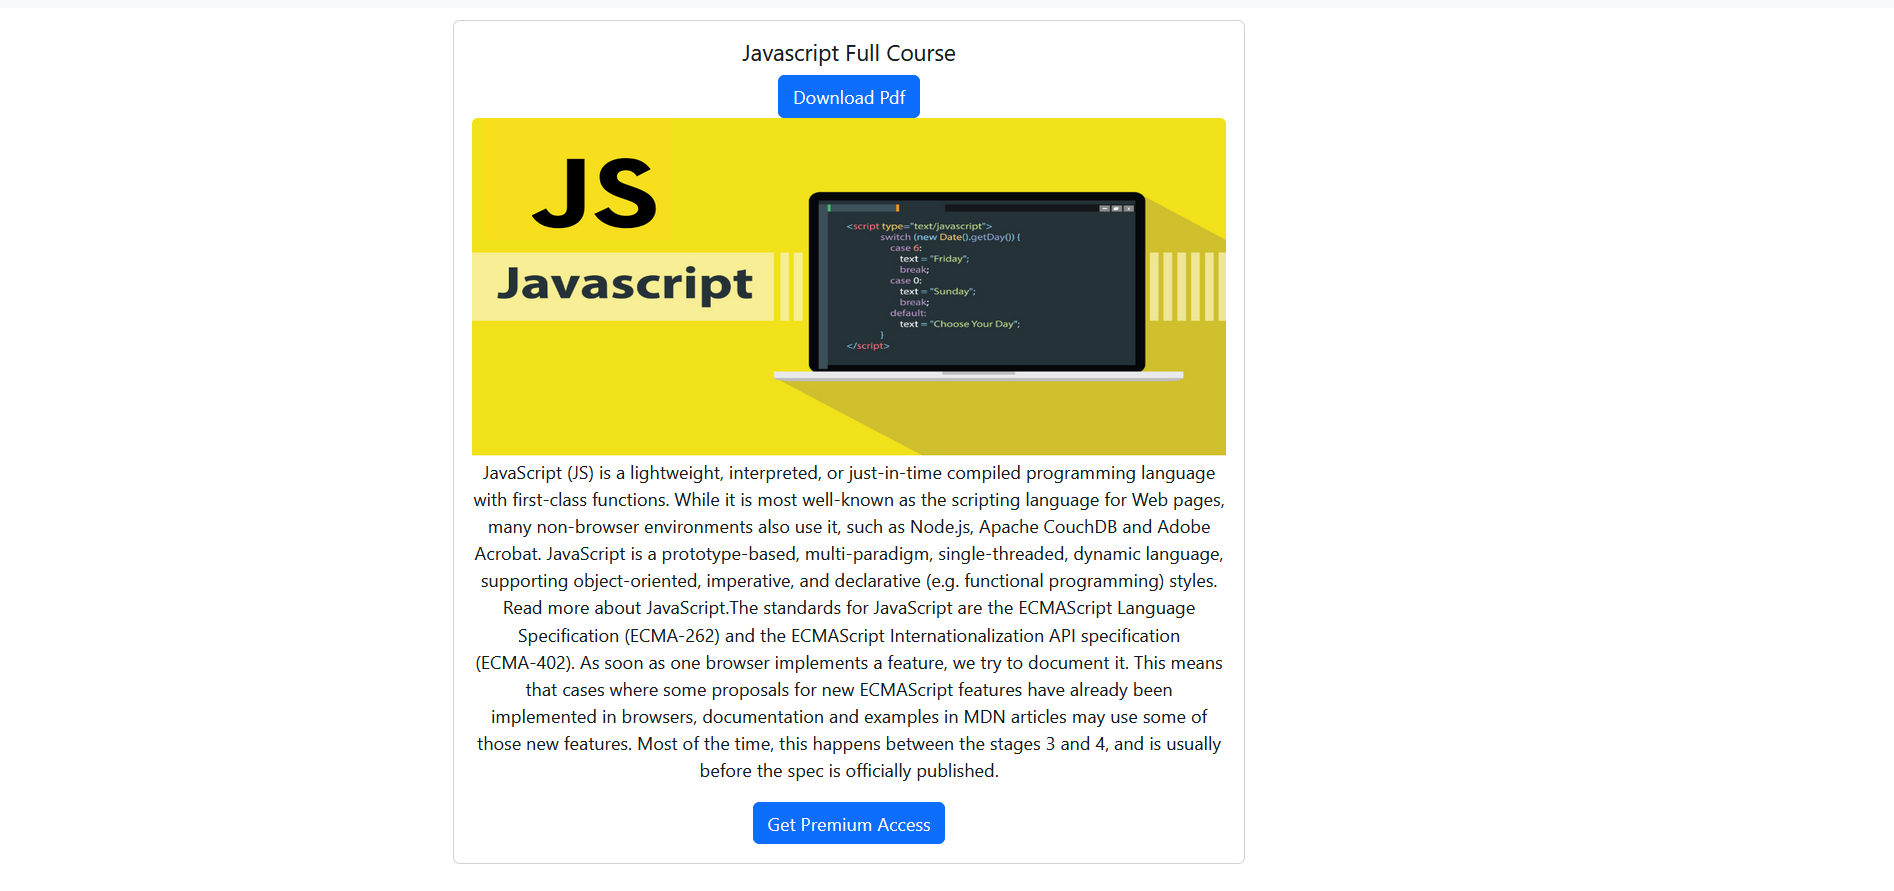 Javascript Full Course
Download Pdf
JS
Javascript
<script type="text/javascript">
switch (new Date().getDay()) {
case 6:
text = "Friday";
break;
case 0:
text = "Sunday";
break;
default:
text = "Choose Your Day";
}
</script>
JavaScript (JS) is a lightweight, interpreted, or just-in-time compiled programming language
with first-class functions. While it is most well-known as the scripting language for Web pages,
many non-browser environments also use it, such as Node.js, Apache CouchDB and Adobe
Acrobat. JavaScript is a prototype-based, multi-paradigm, single-threaded, dynamic language,
supporting object-oriented, imperative, and declarative (e.g. functional programming) styles.
Read more about JavaScript.The standards for JavaScript are the ECMAScript Language
Specification (ECMA-262) and the ECMAScript Internationalization API specification
(ECMA-402). As soon as one browser implements a feature, we try to document it. This means
that cases where some proposals for new ECMAScript features have already been
implemented in browsers, documentation and examples in MDN articles may use some of
those new features. Most of the time, this happens between the stages 3 and 4, and is usually
before the spec is officially published.
Get Premium Access